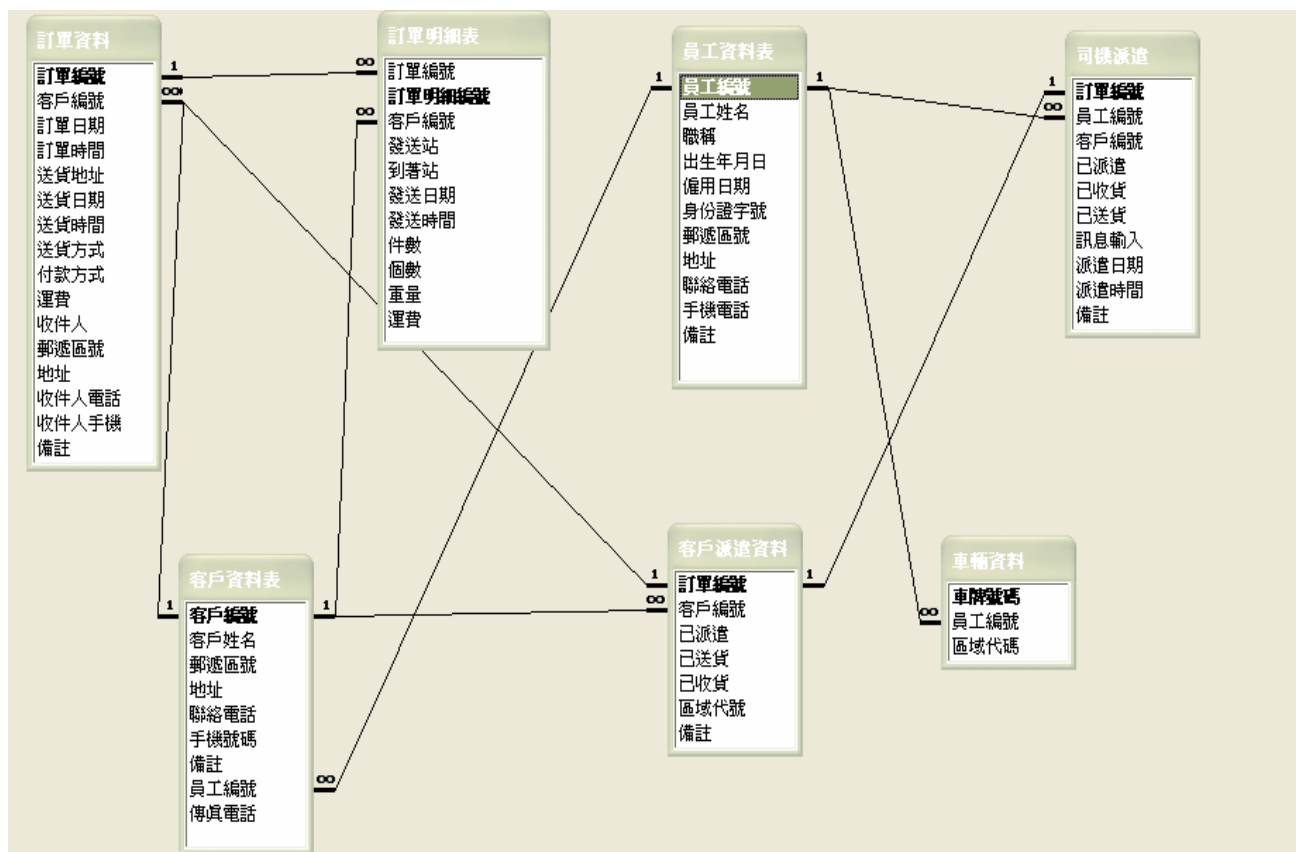 訂單資料
訂單編號
客戶編號
訂單日期
訂單時間
送貨地址
送貨日期
送貨時間
送貨方式
付款方式
運費
收件人
郵遞區號
地址
收件人電話
收件人手機
備註
1
∞
訂單明細表
訂單編號
訂單明細編號
客戶編號
發送站
到著站
發送日期
發送時間
件數
個數
重量
運費
∞
∞
員工資料表
員工編號
員工姓名
職稱
出生年月日
僱用日期
身份證字號
郵遞區號
地址
聯絡電話
手機電話
備註
1
1
司機派遣
訂單編號
員工編號
客戶編號
已派遣
已收貨
已送貨
訊息輸入
派遣日期
派遣時間
備註
1
∞
客戶資料表
客戶編號
客戶姓名
郵遞區號
地址
聯絡電話
手機號碼
備註
員工編號
傳真電話
1
1
∞
客戶派遣資料
訂單編號
客戶編號
已派遣
已送貨
已收貨
區域代號
備註
1
∞
1
車輛資料
車牌號碼
員工編號
區域代碼
∞